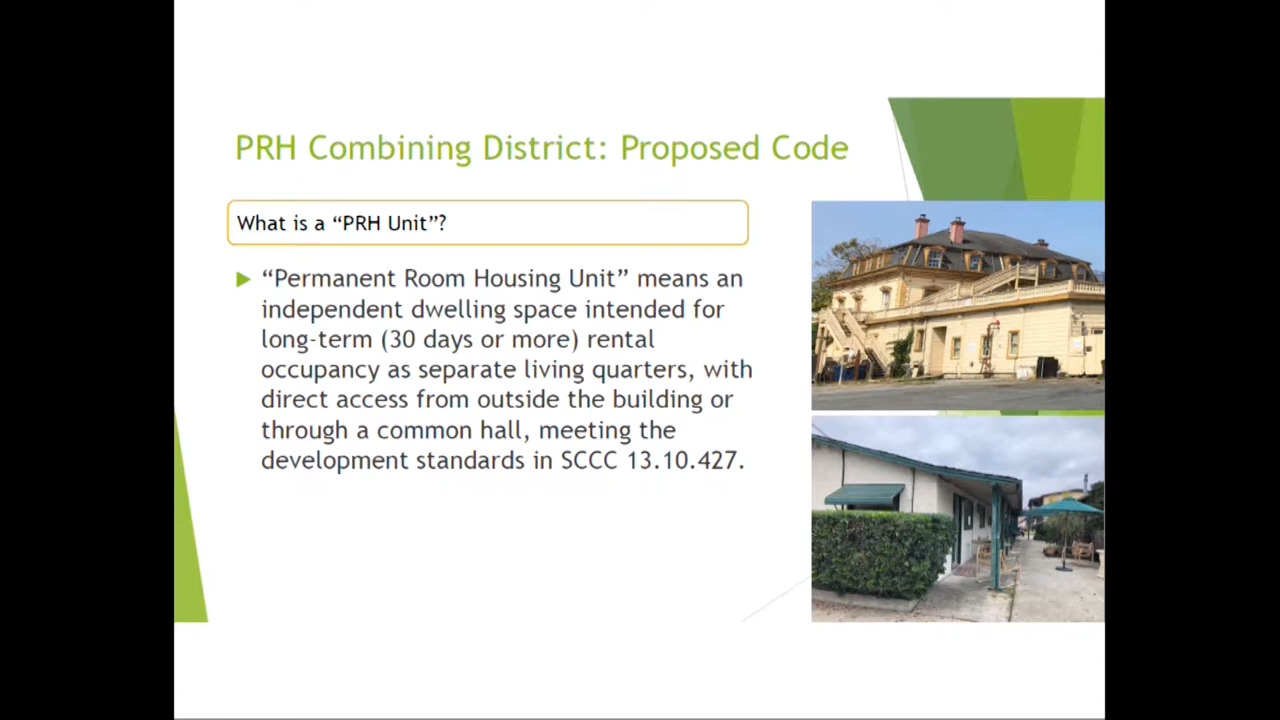 PRH Combining District: Proposed Code
What is a “PRH Unit”?
“Permanent Room Housing Unit” means an
independent dwelling space intended for
long-term (30 days or more) rental
occupancy as separate living quarters, with
direct access from outside the building or
through a common hall, meeting the
development standards in SCCC 13.10.427.